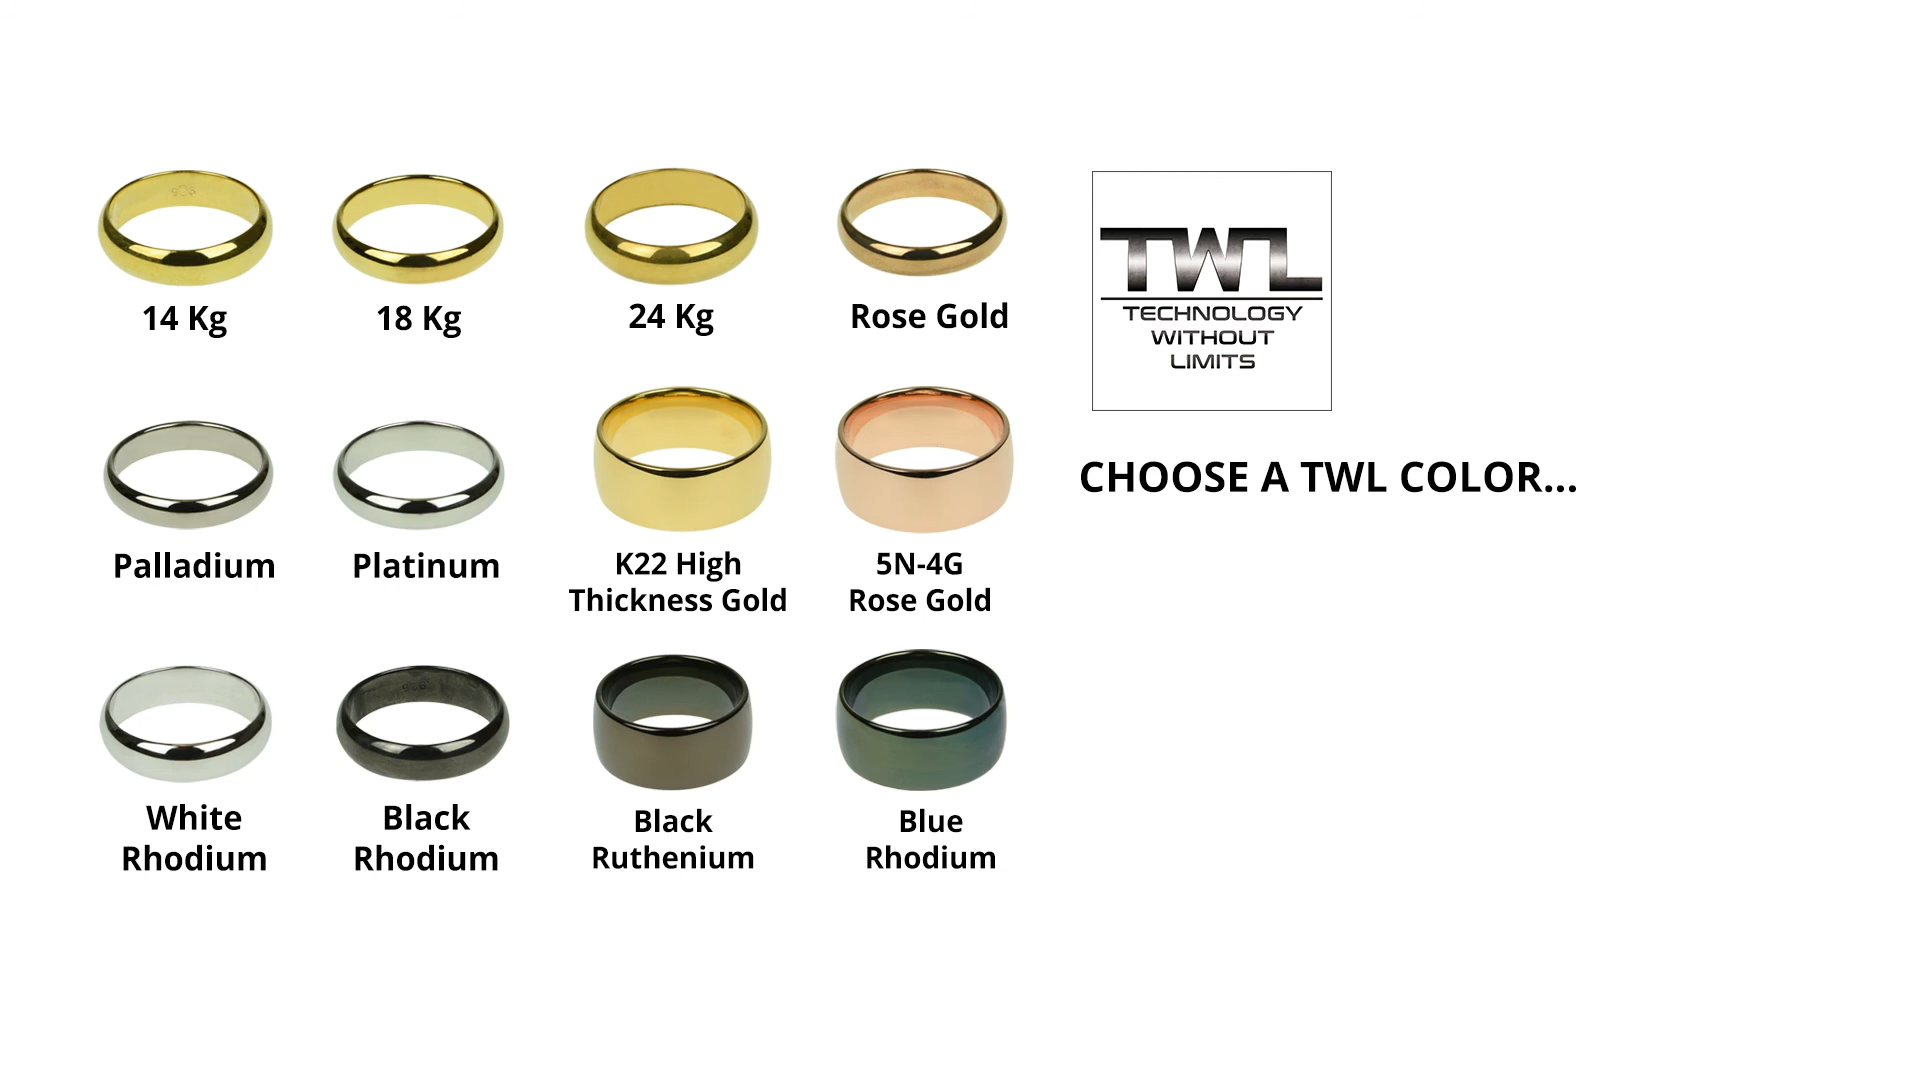 14 Kg
18 Kg
24 Kg
Rose Gold
TWL
TECHNOLOGY
WITHOUT
LIMITS
CHOOSE A TWL COLOR...
Palladium
Platinum
K22 High
Thickness Gold
5N-4G
Rose Gold
White
Rhodium
Black
Rhodium
Black
Ruthenium
Blue
Rhodium